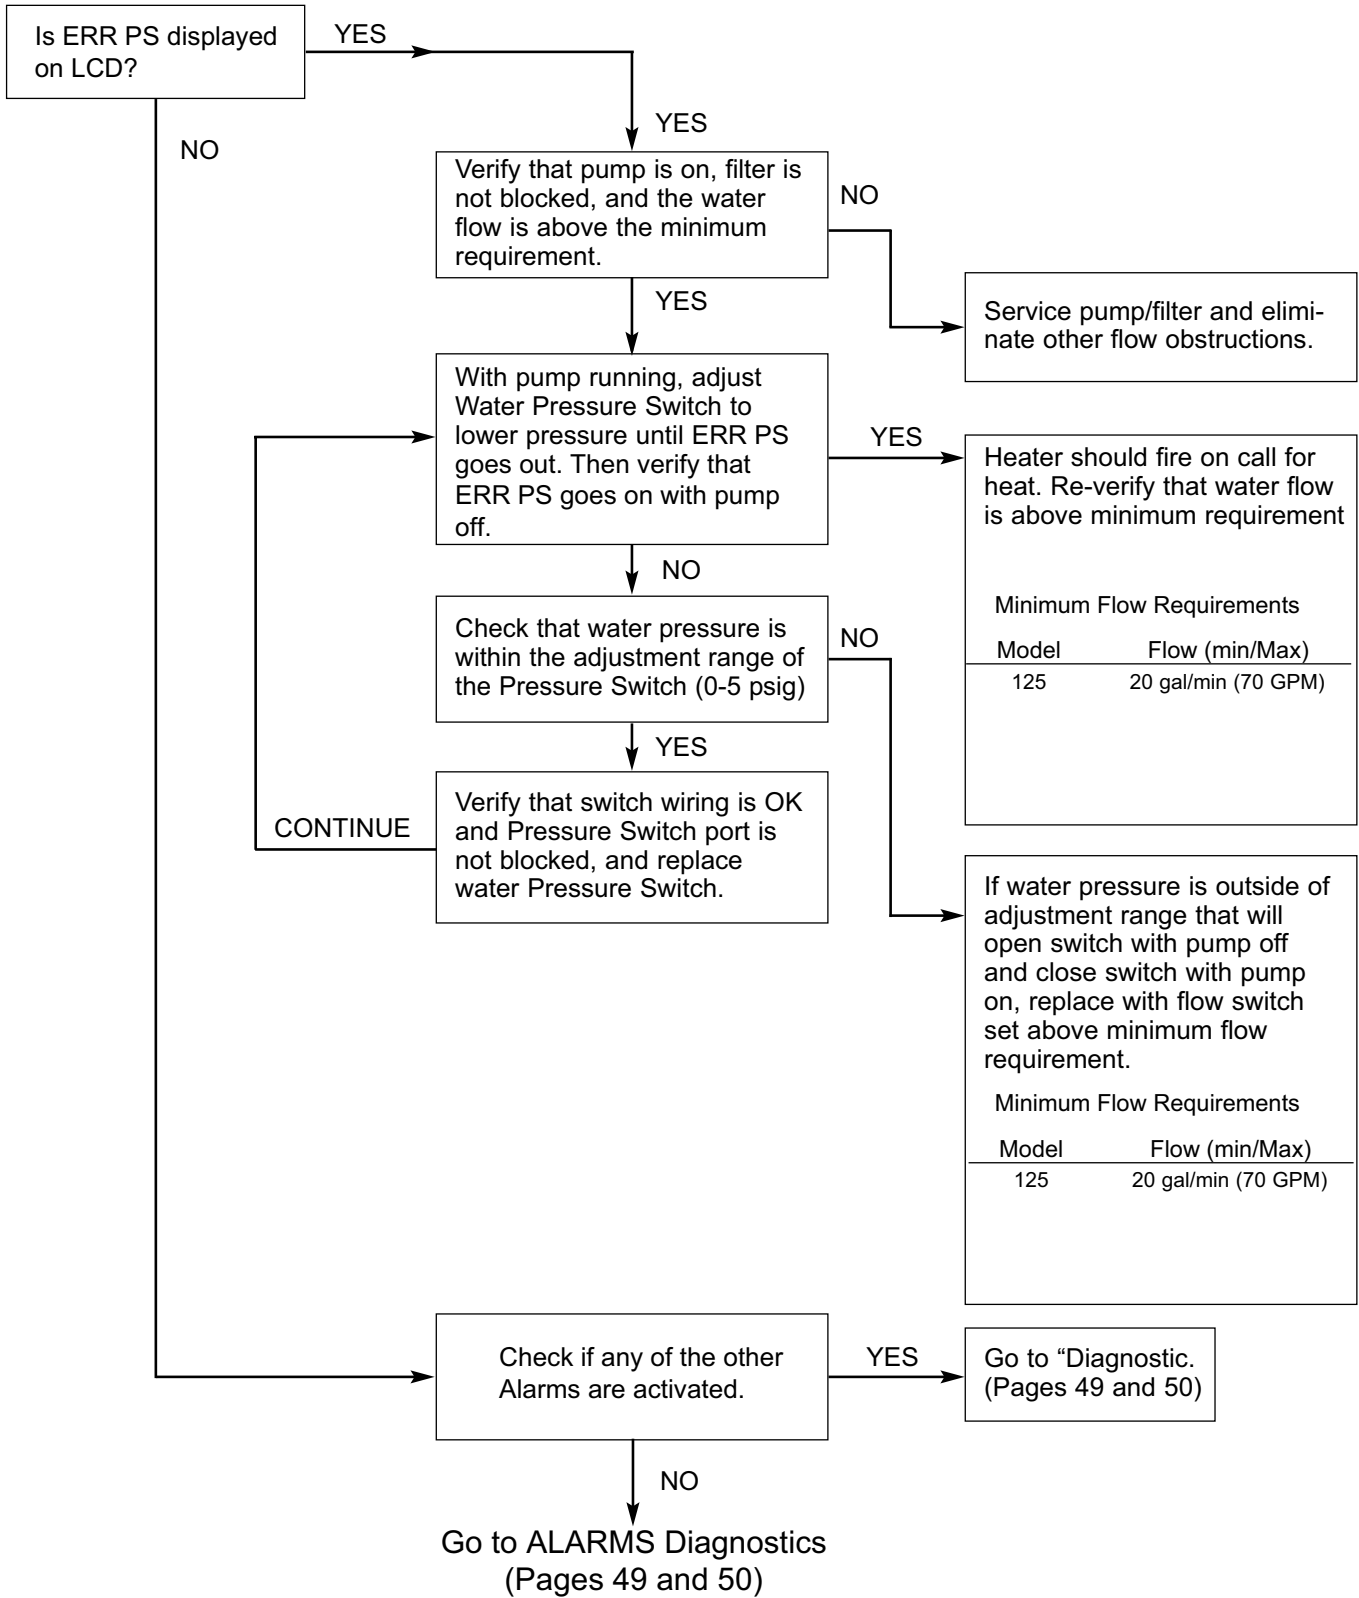 Is ERR PS displayed
on LCD?
YES
NO
YES
Verify that pump is on, filter is
not blocked, and the water
flow is above the minimum
requirement.
NO
YES
Service pump/filter and elimi-
nate other flow obstructions.
With pump running, adjust
Water Pressure Switch to
lower pressure until ERR PS
goes out. Then verify that
ERR PS goes on with pump
off.
YES
Heater should fire on call for
heat. Re-verify that water flow
is above minimum requirement
Minimum Flow Requirements
Model Flow (min/Max)
125 20 gal/min (70 GPM)
NO
Check that water pressure is
within the adjustment range of
the Pressure Switch (0-5 psig)
NO
YES
Verify that switch wiring is OK
and Pressure Switch port is
not blocked, and replace
water Pressure Switch.
CONTINUE
If water pressure is outside of
adjustment range that will
open switch with pump off
and close switch with pump
on, replace with flow switch
set above minimum flow
requirement.
Minimum Flow Requirements
Model Flow (min/Max)
125 20 gal/min (70 GPM)
Check if any of the other
Alarms are activated.
YES
Go to “Diagnostic.
(Pages 49 and 50)
NO
Go to ALARMS Diagnostics
(Pages 49 and 50)